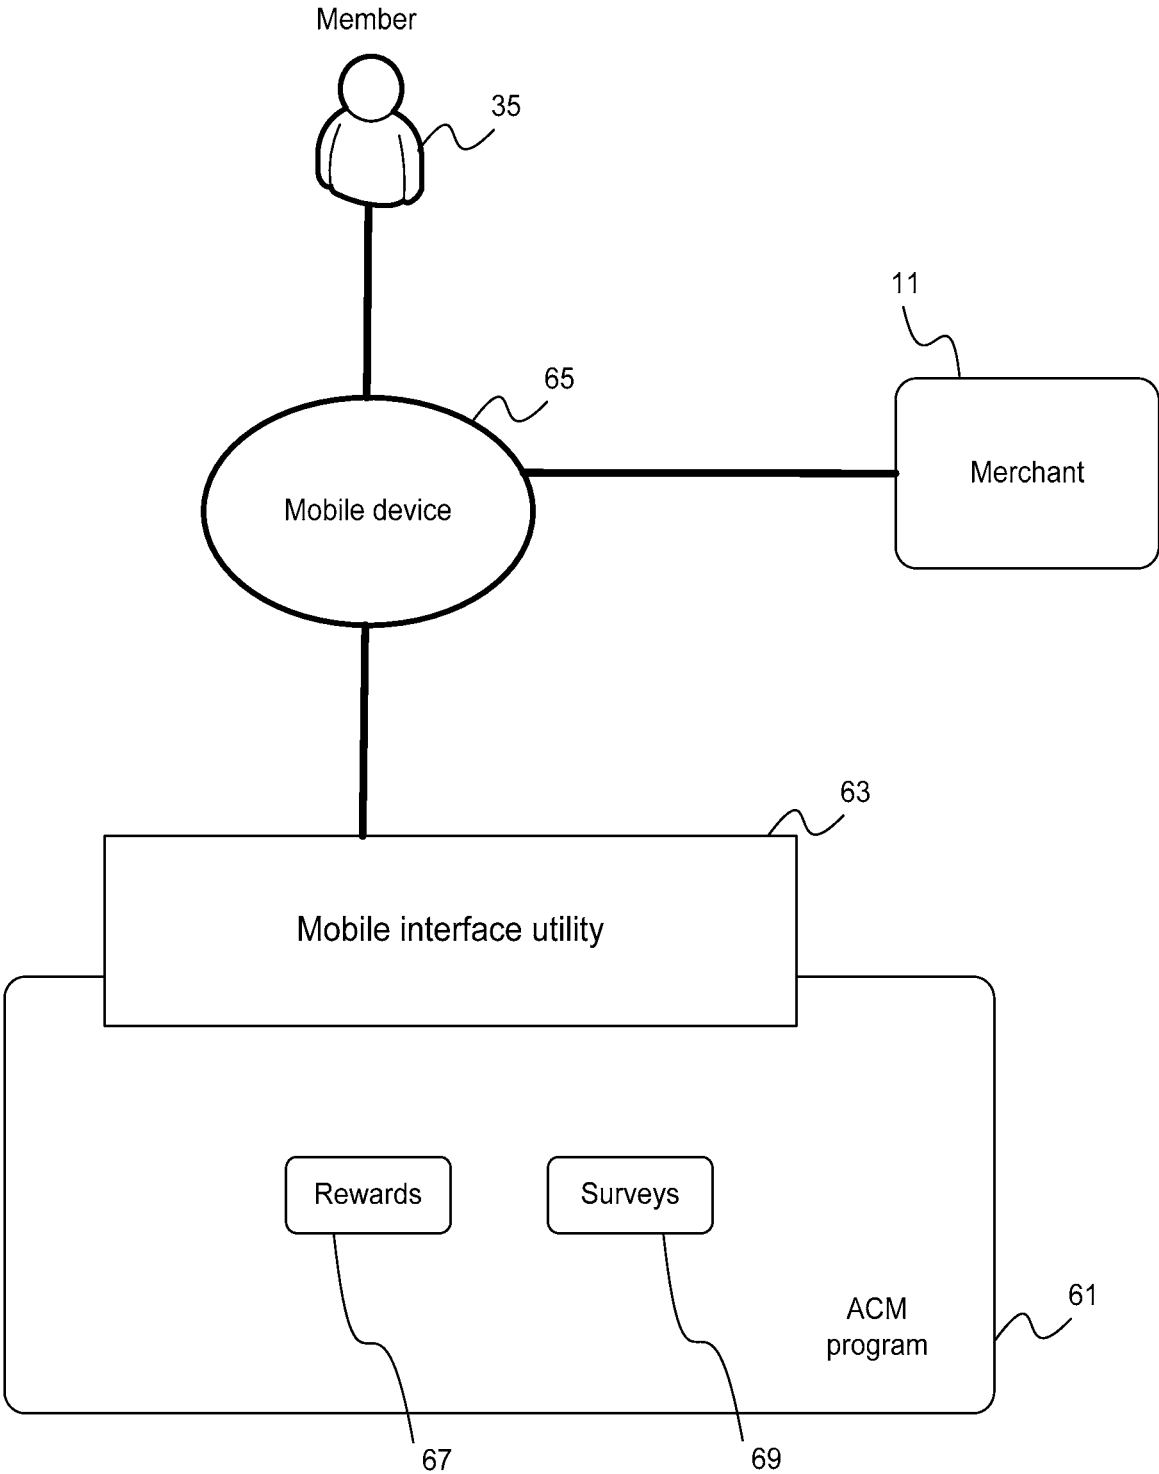 Member
35
11
65
Merchant
Mobile device
63
Mobile interface utility
Rewards
Surveys
61
ACM
program
67
69